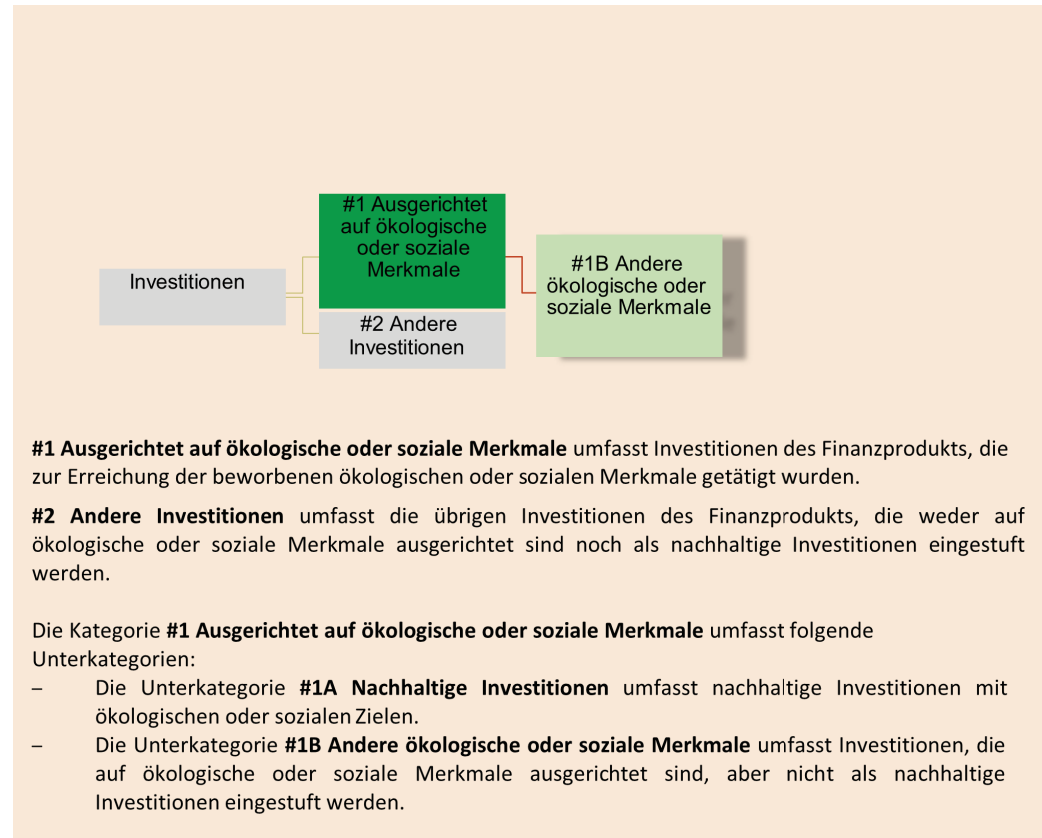 #1 Ausgerichtet
auf ökologische
oder soziale
Merkmale
Investitionen
#1B Andere
ökologische oder
soziale Merkmale
#2 Andere
Investitionen
#1 Ausgerichtet auf ökologische oder soziale Merkmale umfasst Investitionen des Finanzprodukts, die
zur Erreichung der beworbenen ökologischen oder sozialen Merkmale getätigt wurden.
#2 Andere Investitionen umfasst die übrigen Investitionen des Finanzprodukts, die weder auf
ökologische oder soziale Merkmale ausgerichtet sind noch als nachhaltige Investitionen eingestuft
werden.
Die Kategorie #1 Ausgerichtet auf ökologische oder soziale Merkmale umfasst folgende
Unterkategorien:
– Die Unterkategorie #1A Nachhaltige Investitionen umfasst nachhaltige Investitionen mit
ökologischen oder sozialen Zielen.
– Die Unterkategorie #1B Andere ökologische oder soziale Merkmale umfasst Investitionen, die
auf ökologische oder soziale Merkmale ausgerichtet sind, aber nicht als nachhaltige
Investitionen eingestuft werden.